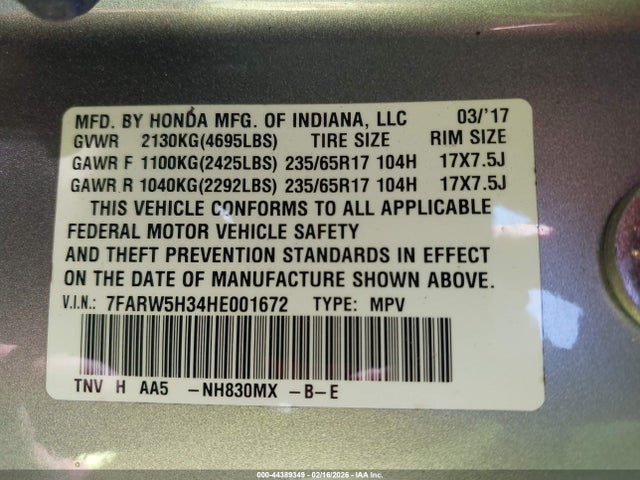 MFD. BY HONDA MFG. OF INDIANA, LLC 03/'17
GVWR 2130KG(4695LBS) TIRE SIZE RIM SIZE
GAWR F 1100KG(2425LBS) 235/65R17 104H 17X7.5J
GAWR R 1040KG(2292LBS) 235/65R17 104H 17X7.5J
THIS VEHICLE CONFORMS TO ALL APPLICABLE
FEDERAL MOTOR VEHICLE SAFETY
AND THEFT PREVENTION STANDARDS IN EFFECT
ON THE DATE OF MANUFACTURE SHOWN ABOVE.
V.I.N.: 7FARW5H34HE001672 TYPE: MPV
TNV H AA5 -NH830MX -B-E
000-44389349 - 02/16/2026 - IAA Inc.